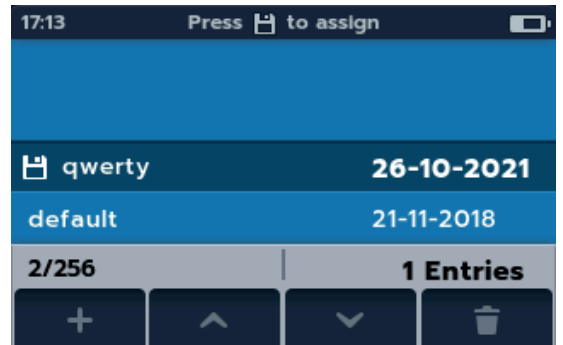 17:13 Press to assign
qwerty 26-10-2021
default 21-11-2018
2/256 1 Entries